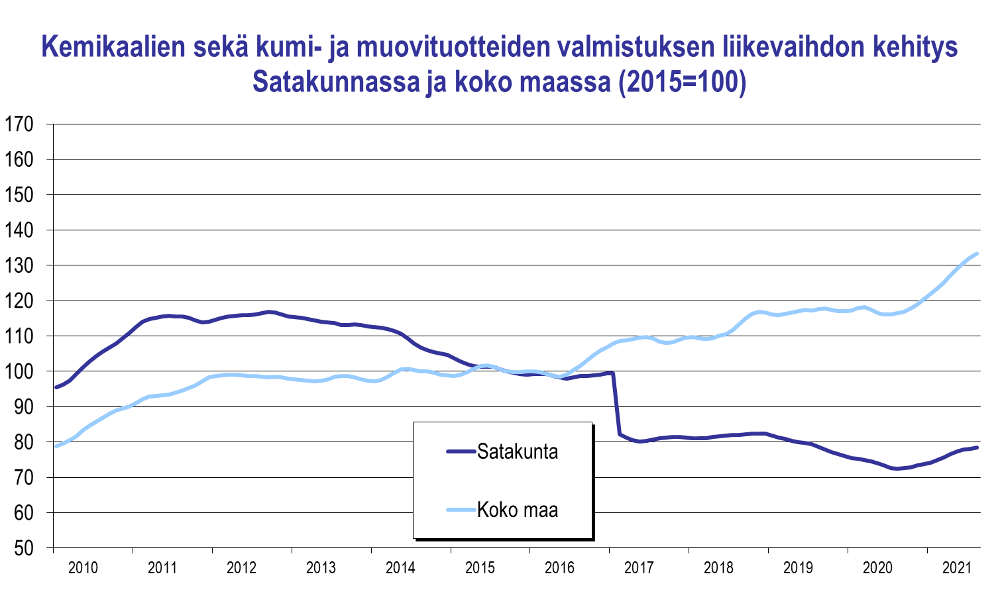 Kemikaalien sekä kumi- ja muovituotteiden valmistuksen liikevaihdon kehitys
Satakunnassa ja koko maassa (2015=100)
170
160
150
140
130
120
110
100
90
80
70
60
50
Satakunta
Koko maa
2010 2011 2012 2013 2014 2015 2016 2017 2018 2019 2020 2021